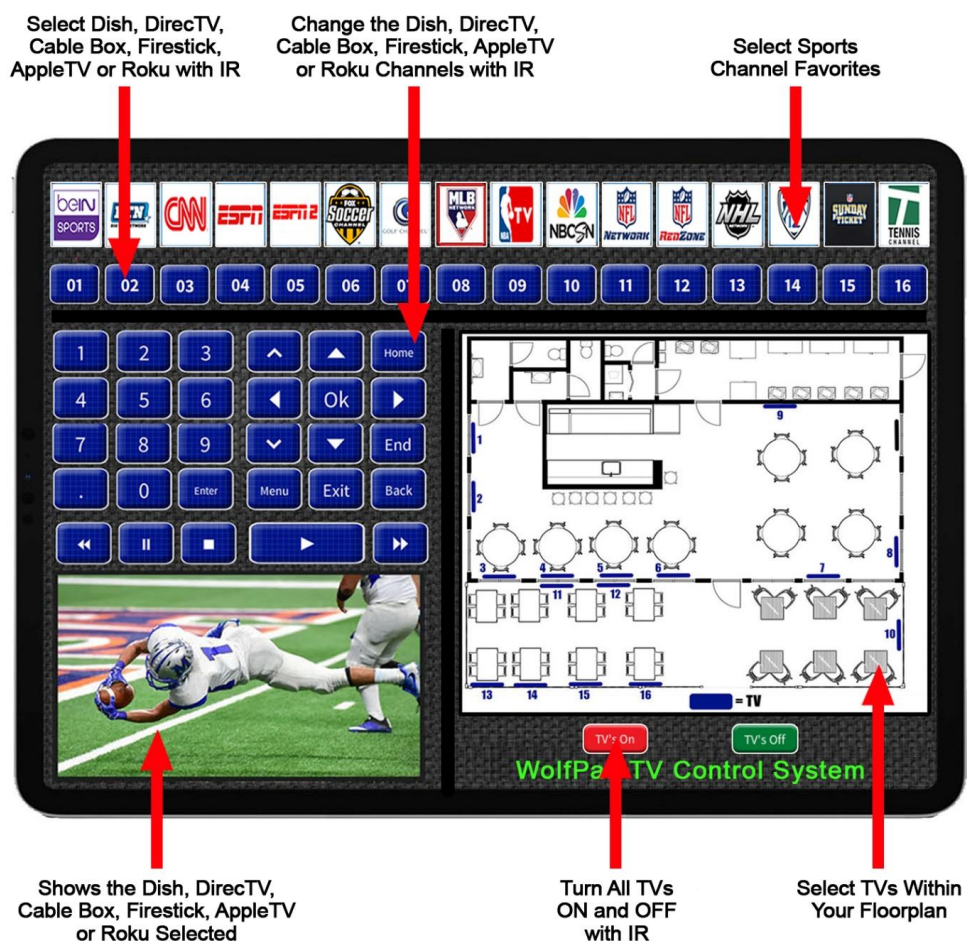 Select Dish, DirecTV,
Cable Box, Firestick,
AppleTV or Roku with IR
Change the Dish, DirecTV,
Cable Box, Firestick, AppleTV
or Roku Channels with IR
Select Sports
Channel Favorites
beIN
SPORTS
CNN
ESPN
ESPN 2
FOX
Soccer
CHANNEL
GOLF CHANNEL
MLB
NETWORK
NBA
TV
NBCSN
NFL
NETWORK
NFL
REDZONE
NHL
NETWORK
SUNDAY
TICKET
TENNIS
CHANNEL
01 02 03 04 05 06 07 08 09 10 11 12 13 14 15 16
1 2 3 Home
4 5 6 Ok
7 8 9 End
. 0 Enter Menu Exit Back
9
1
2
8
3 4 5 6 7
11 12
10
13 14 15 16
= TV
TV's On TV's Off
TV Control System
Shows the Dish, DirecTV,
Cable Box, Firestick, AppleTV
or Roku Selected
Turn All TVs
ON and OFF
with IR
Select TVs Within
Your Floorplan